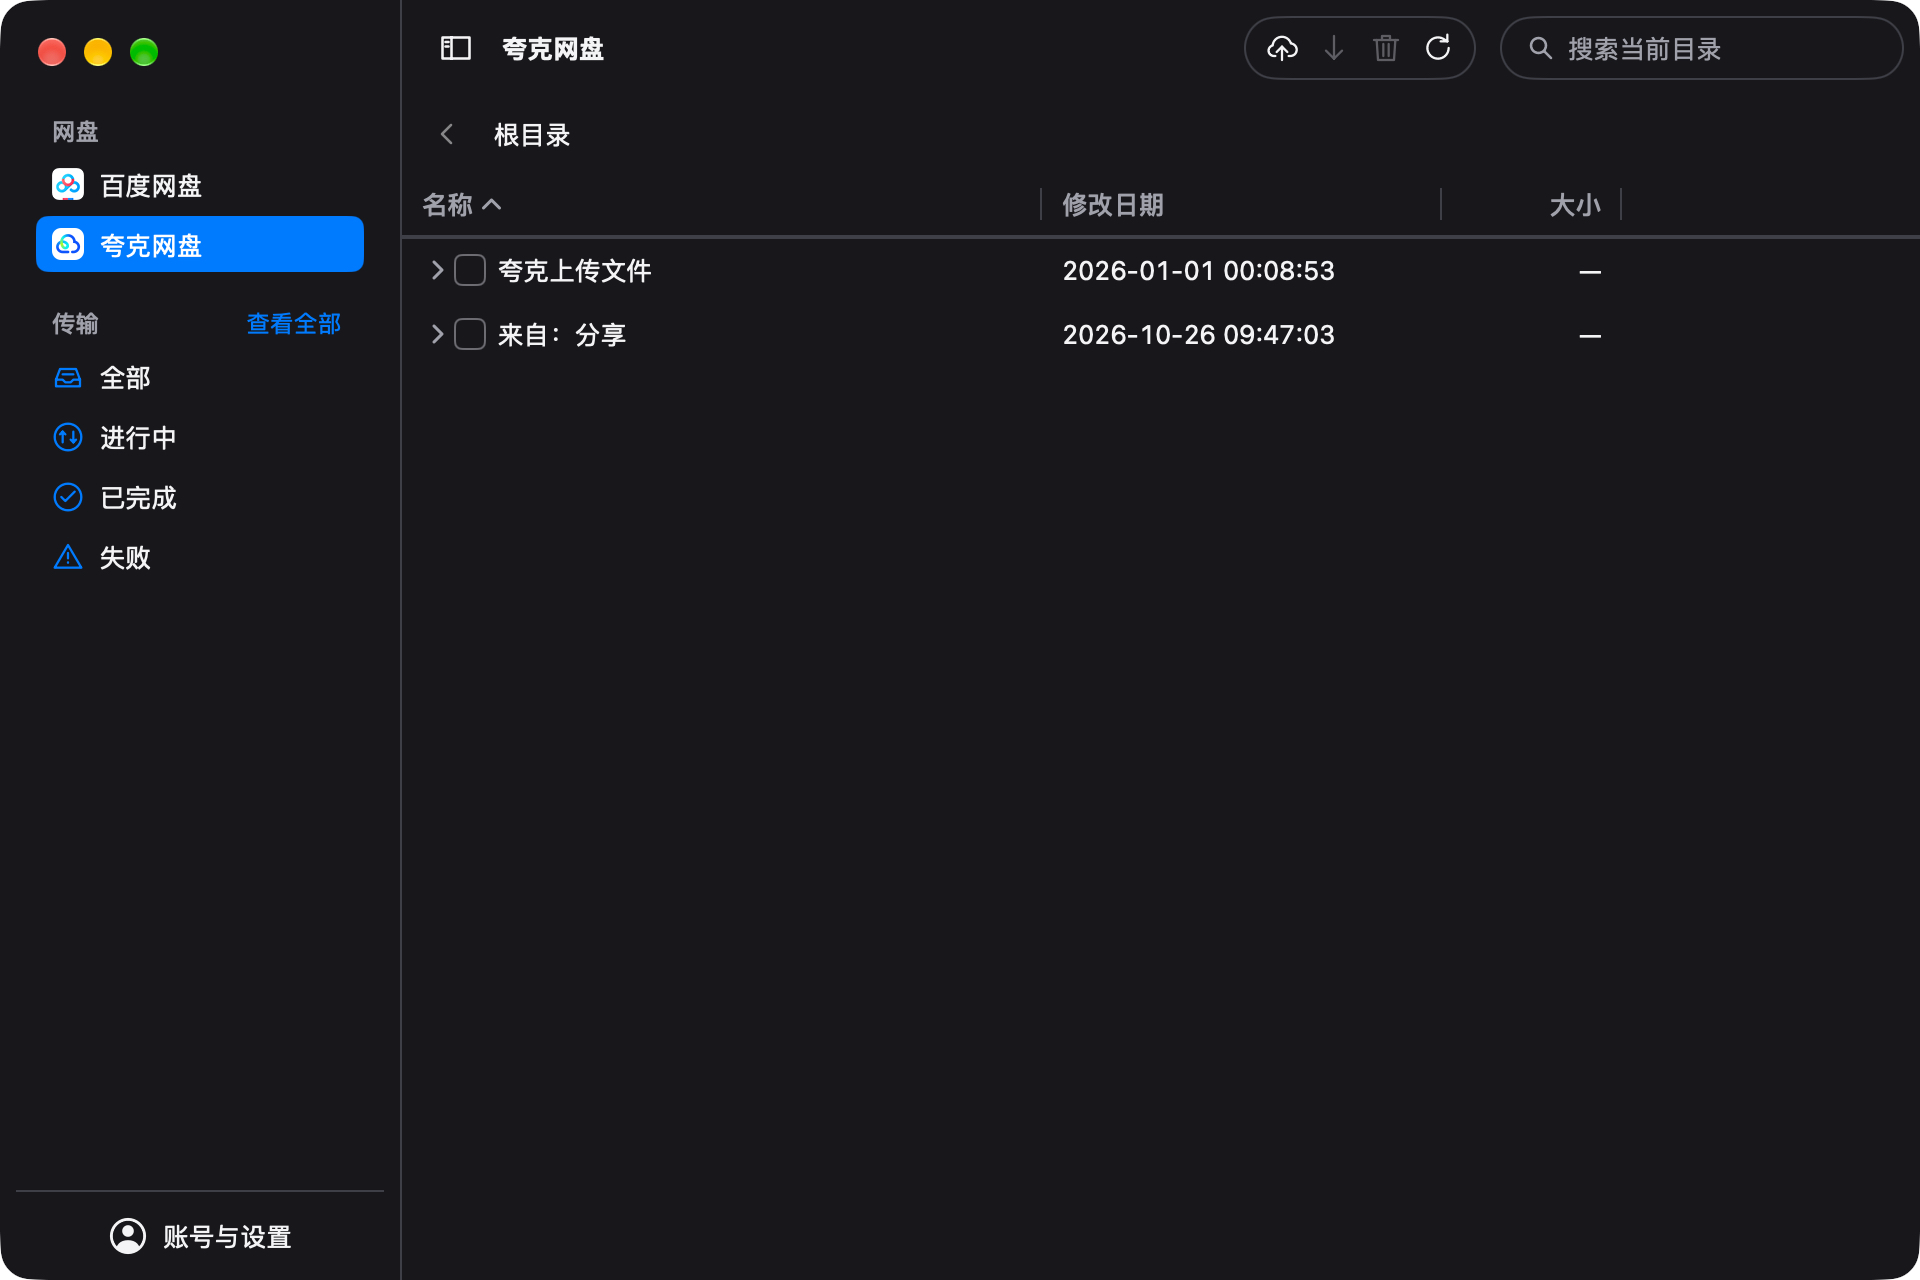 夸克网盘
搜索当前目录
网盘
百度网盘
夸克网盘
传输
查看全部
全部
进行中
已完成
失败
账号与设置
根目录
名称 修改日期 大小
夸克上传文件 2026-01-01 00:08:53 —
来自：分享 2026-10-26 09:47:03 —